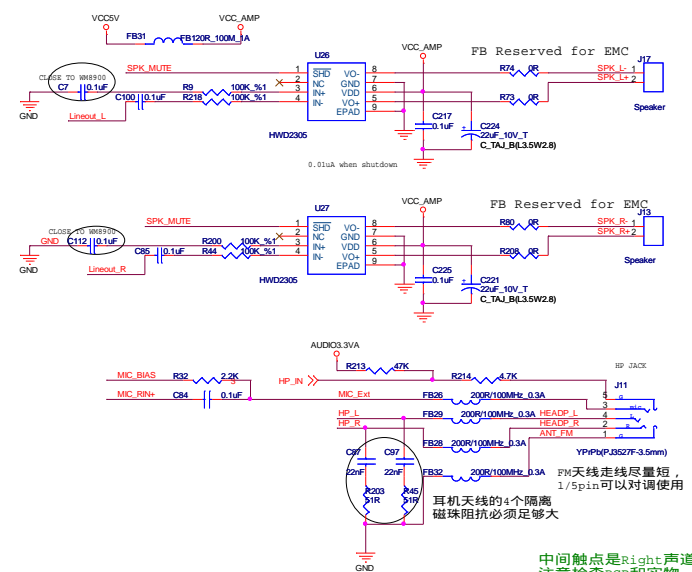 VCC5V
VCC_AMP
FB31
FB120R_100M_1A
U26
VCC_AMP
FB Reserved for EMC
SPK_MUTE
1
SHD
VO-
8
R74
0R
SPK_L-
1
J17
2
NC
GND
7
SPK_L+
2
CLOSE TO WM8900
C7
0.1uF
R9
100K_%1
3
IN+
VDD
6
C100
0.1uF
R218
100K_%1
4
IN-
VO+
5
R73
0R
EPAD
9
Speaker
GND
Lineout_L
HWD2305
C217
0.1uF
C224
22uF_10V_T
C_TAJ_B(L3.5W2.8)
0.01uA when shutdown
U27
VCC_AMP
FB Reserved for EMC
SPK_MUTE
1
SHD
VO-
8
R80
0R
SPK_R-
1
J13
2
NC
GND
7
SPK_R+
2
CLOSE TO WM8900
GND
C112
0.1uF
R200
100K_%1
3
IN+
VDD
6
C85
0.1uF
R44
100K_%1
4
IN-
VO+
5
R208
0R
EPAD
9
Speaker
GND
Lineout_R
HWD2305
C225
0.1uF
C221
22uF_10V_T
C_TAJ_B(L3.5W2.8)
AUDIO3.3VA
R213
47K
HP JACK
MIC_BIAS
R32
2.2K
HP_IN
R214
4.7K
J11
MIC_RIN+
C84
0.1uF
MIC_Ext
FB26
200R/100MHz_0.3A
5
G
3
mic
HP_L
FB29
200R/100MHz_0.3A
HEADP_L
4
L
HP_R
HEADP_R
2
R
FB28
200R/100MHz_0.3A
ANT_FM
1
G
C87
22nF
C97
22nF
YPrPb(PJ3527F-3.5mm)
FB32
200R/100MHz_0.3A
R203
51R
R45
51R
FM天线走线尽量短，
1/5pin可以对调使用
耳机天线的4个隔离
磁珠阻抗必须足够大
GND
中间触点是Right声道